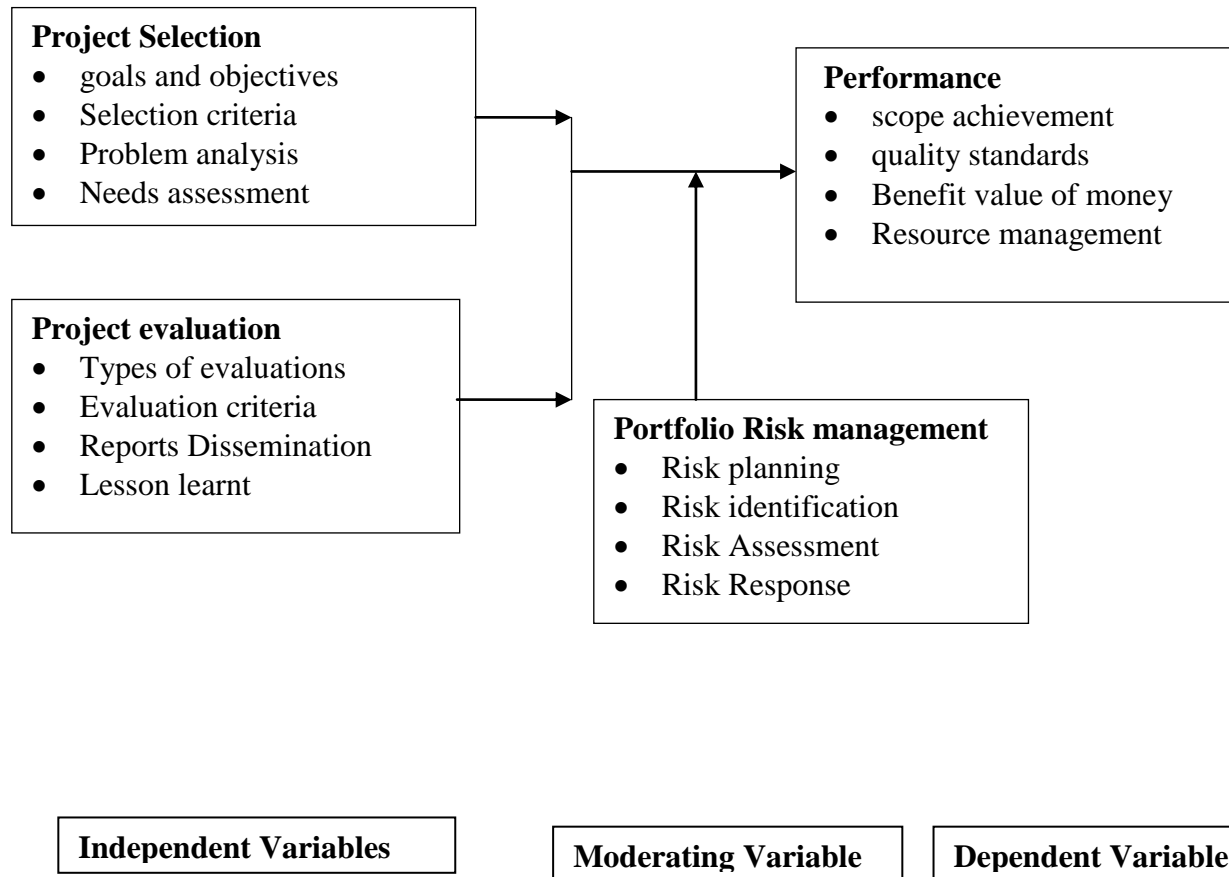 Project Selection
• goals and objectives
• Selection criteria
• Problem analysis
• Needs assessment
Performance
• scope achievement
• quality standards
• Benefit value of money
• Resource management
Project evaluation
• Types of evaluations
• Evaluation criteria
• Reports Dissemination
• Lesson learnt
Portfolio Risk management
• Risk planning
• Risk identification
• Risk Assessment
• Risk Response
Independent Variables
Moderating Variable
Dependent Variable